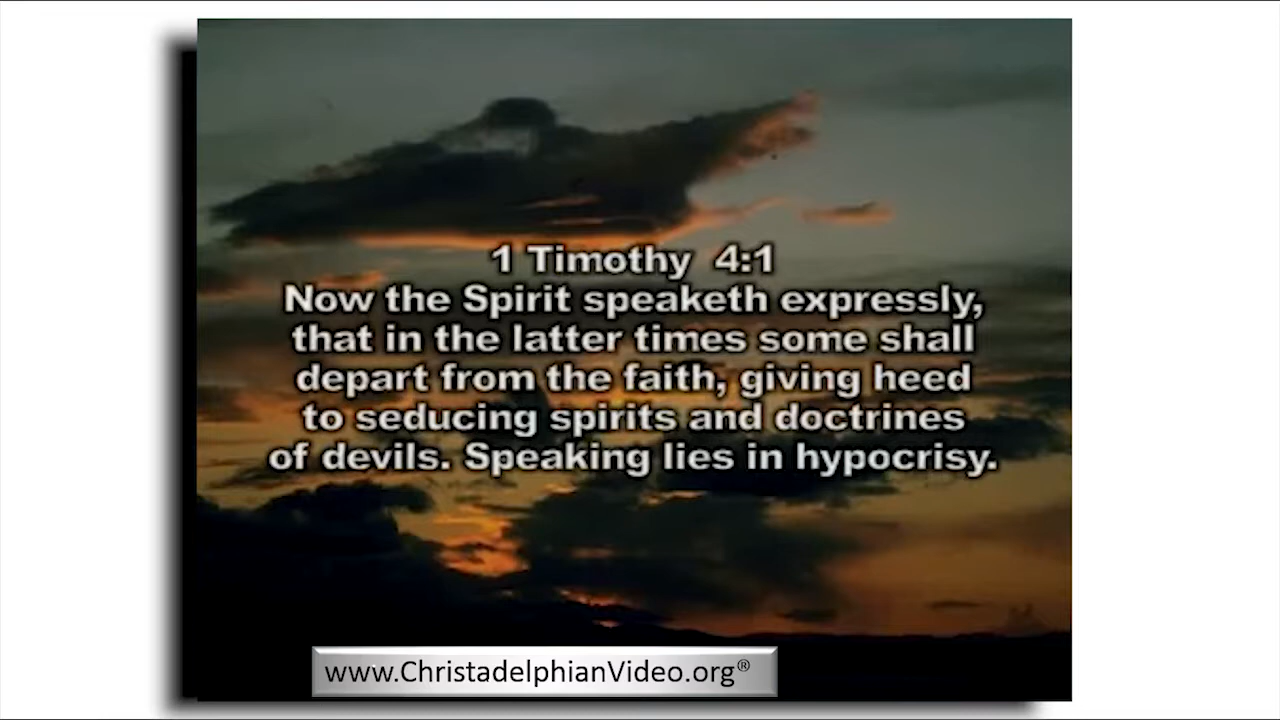 1 Timothy 4:1
Now the Spirit speaketh expressly,
that in the latter times some shall
depart from the faith, giving heed
to seducing spirits and doctrines
of devils. Speaking lies in hypocrisy.
www.ChristadelphianVideo.org®